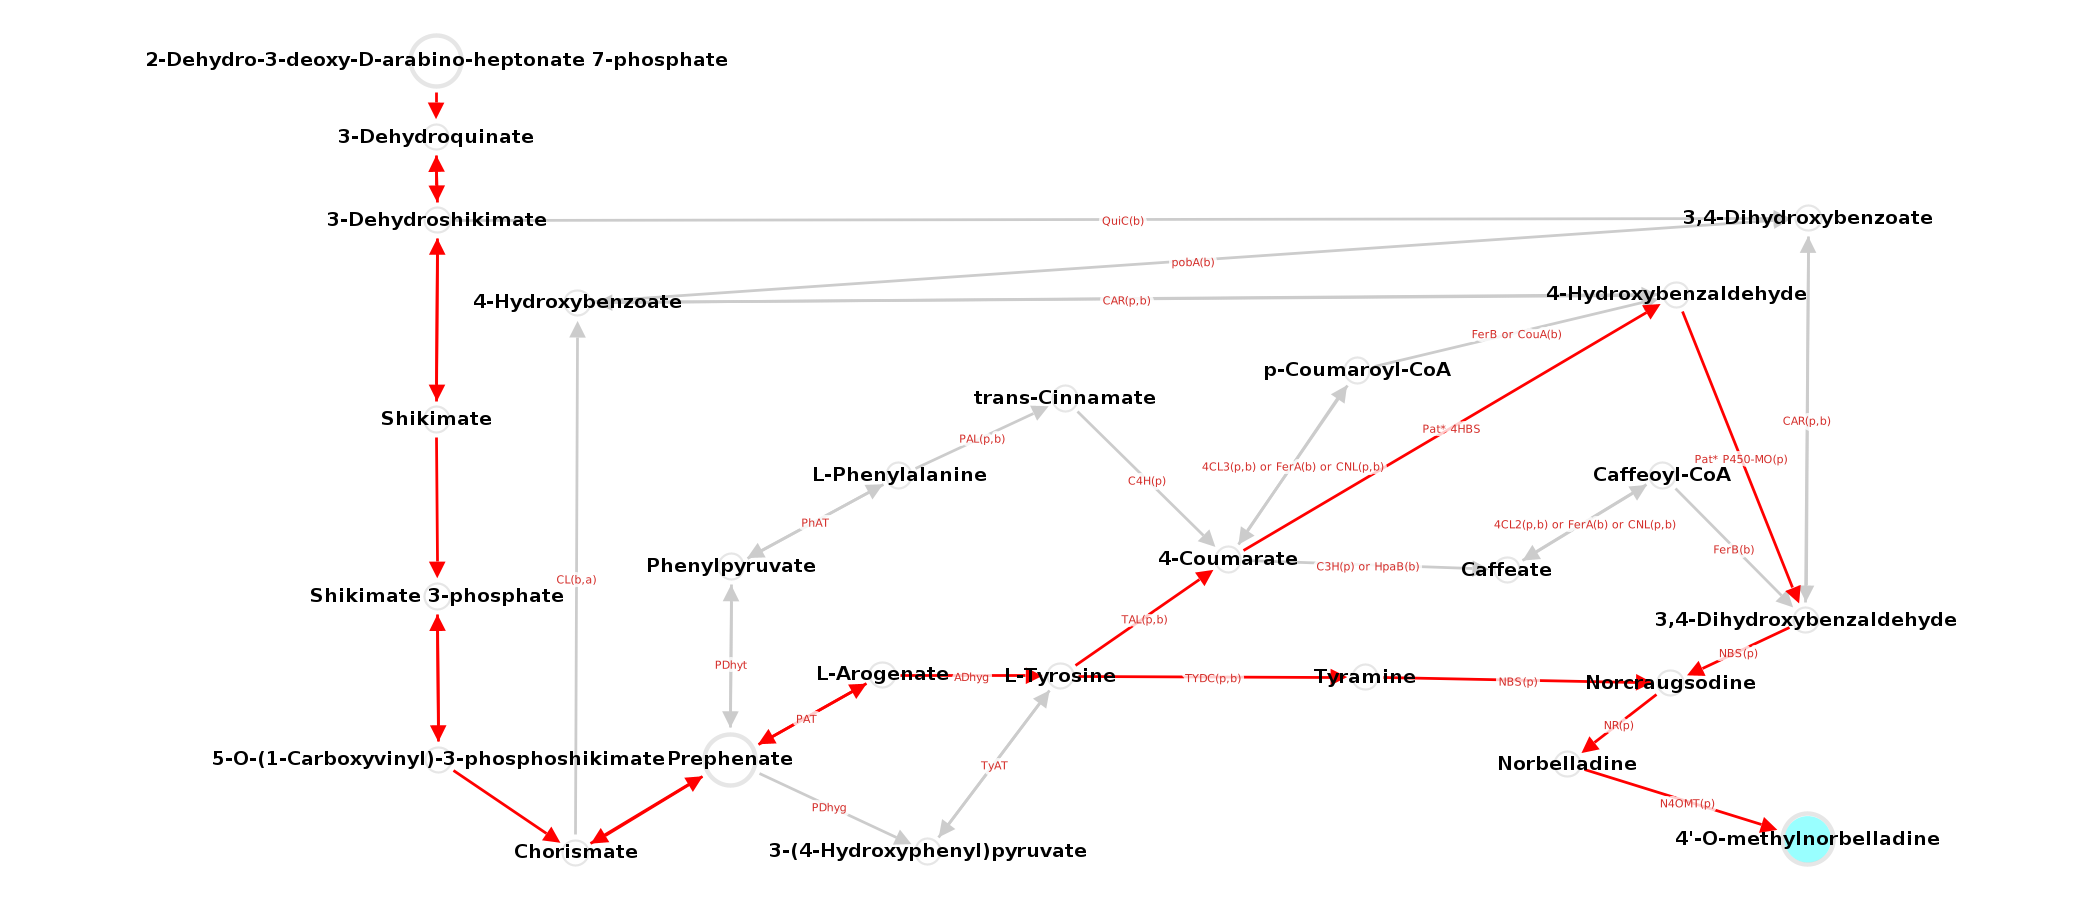 2-Dehydro-3-deoxy-D-arabino-heptonate 7-phosphate
3-Dehydroquinate
3-Dehydroshikimate
QuiC(b)
3,4-Dihydroxybenzoate
pobA(b)
4-Hydroxybenzoate
CAR(p,b)
4-Hydroxybenzaldehyde
FerB or CouA(b)
p-Coumaroyl-CoA
trans-Cinnamate
Shikimate
CAR(p,b)
Pat* 4HBS
PAL(p,b)
Pat* P450-MO(p)
4CL3(p,b) or FerA(b) or CNL(p,b)
L-Phenylalanine
C4H(p)
Caffeoyl-CoA
PhAT
4CL2(p,b) or FerA(b) or CNL(p,b)
FerB(b)
4-Coumarate
Phenylpyruvate
C3H(p) or HpaB(b)
Caffeate
CL(b,a)
Shikimate 3-phosphate
TAL(p,b)
3,4-Dihydroxybenzaldehyde
NBS(p)
PDhyt
L-Arogenate
ADhyg
L-Tyrosine
TYDC(p,b)
Tyramine
NBS(p)
Norcraugsodine
PAT
NR(p)
5-O-(1-Carboxyvinyl)-3-phosphoshikimate
Prephenate
TyAT
Norbelladine
PDhyg
N4OMT(p)
4'-O-methylnorbelladine
Chorismate
3-(4-Hydroxyphenyl)pyruvate